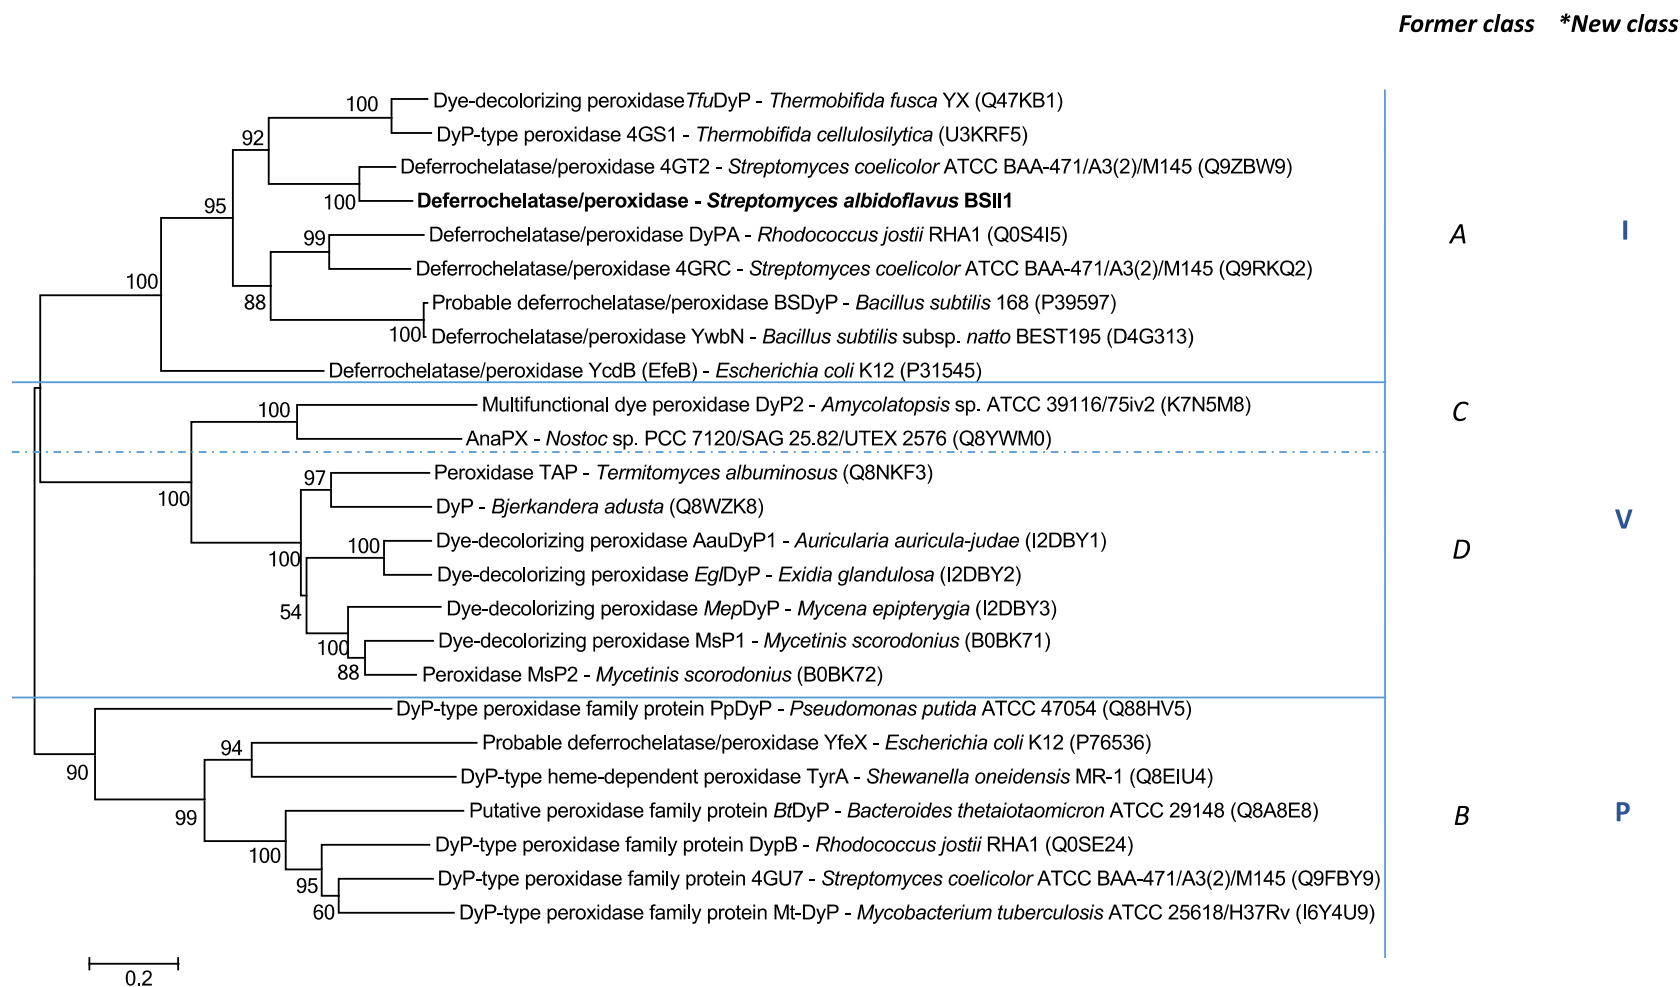 Former class *New class
100 Dye-decolorizing peroxidase TfuDyP - Thermobifida fusca YX (Q47KB1)
DyP-type peroxidase 4GS1 - Thermobifida cellulosilytica (U3KRF5)
92
Deferrochelatase/peroxidase 4GT2 - Streptomyces coelicolor ATCC BAA-471/A3(2)/M145 (Q9ZBW9)
100 Deferrochelatase/peroxidase - Streptomyces albidoflavus BSII1
95
99 Deferrochelatase/peroxidase DyPA - Rhodococcus jostii RHA1 (Q0S4I5)
A I
Deferrochelatase/peroxidase 4GRC - Streptomyces coelicolor ATCC BAA-471/A3(2)/M145 (Q9RKQ2)
100
88 Probable deferrochelatase/peroxidase BSDyP - Bacillus subtilis 168 (P39597)
100 Deferrochelatase/peroxidase YwbN - Bacillus subtilis subsp. natto BEST195 (D4G313)
Deferrochelatase/peroxidase YcdB (EfeB) - Escherichia coli K12 (P31545)
100 Multifunctional dye peroxidase DyP2 - Amycolatopsis sp. ATCC 39116/75iv2 (K7N5M8)
C
AnaPX - Nostoc sp. PCC 7120/SAG 25.82/UTEX 2576 (Q8YWM0)
97 Peroxidase TAP - Termitomyces albuminosus (Q8NKF3)
100
DyP - Bjerkandera adusta (Q8WZK8)
V
100 Dye-decolorizing peroxidase AauDyP1 - Auricularia auricula-judae (I2DBY1)
100
D
Dye-decolorizing peroxidase EglDyP - Exidia glandulosa (I2DBY2)
54 Dye-decolorizing peroxidase MepDyP - Mycena epipterygia (I2DBY3)
100 Dye-decolorizing peroxidase MsP1 - Mycetinis scorodonius (B0BK71)
88 Peroxidase MsP2 - Mycetinis scorodonius (B0BK72)
DyP-type peroxidase family protein PpDyP - Pseudomonas putida ATCC 47054 (Q88HV5)
94 Probable deferrochelatase/peroxidase YfeX - Escherichia coli K12 (P76536)
90 DyP-type heme-dependent peroxidase TyrA - Shewanella oneidensis MR-1 (Q8EIU4)
99 Putative peroxidase family protein BtDyP - Bacteroides thetaiotaomicron ATCC 29148 (Q8A8E8)
B P
100 DyP-type peroxidase family protein DypB - Rhodococcus jostii RHA1 (Q0SE24)
95 DyP-type peroxidase family protein 4GU7 - Streptomyces coelicolor ATCC BAA-471/A3(2)/M145 (Q9FBY9)
60 DyP-type peroxidase family protein Mt-DyP - Mycobacterium tuberculosis ATCC 25618/H37Rv (I6Y4U9)
0.2